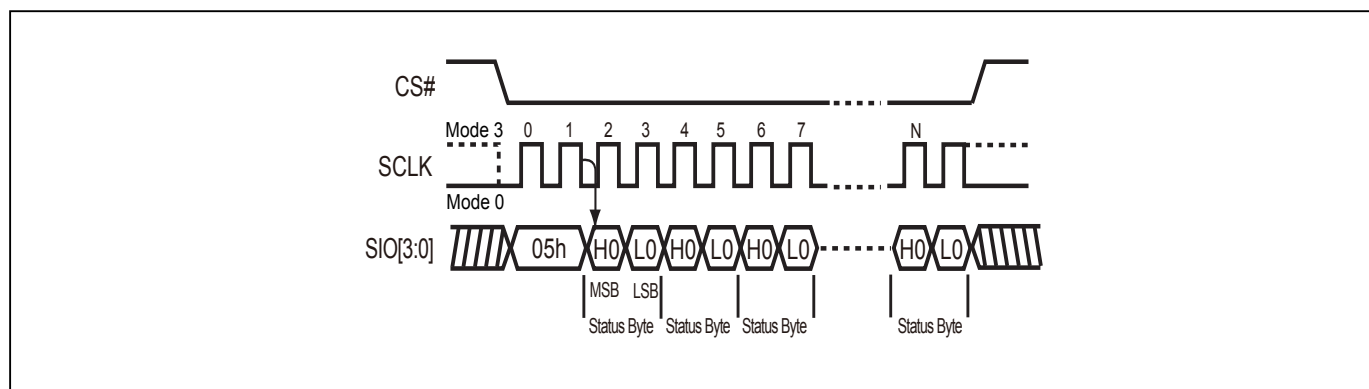 CS#
Mode 3 0 1 2 3 4 5 6 7 N
SCLK
Mode 0
SIO[3:0] 05h H0 L0 H0 L0 H0 L0 H0 L0
MSB LSB
Status Byte Status Byte Status Byte Status Byte